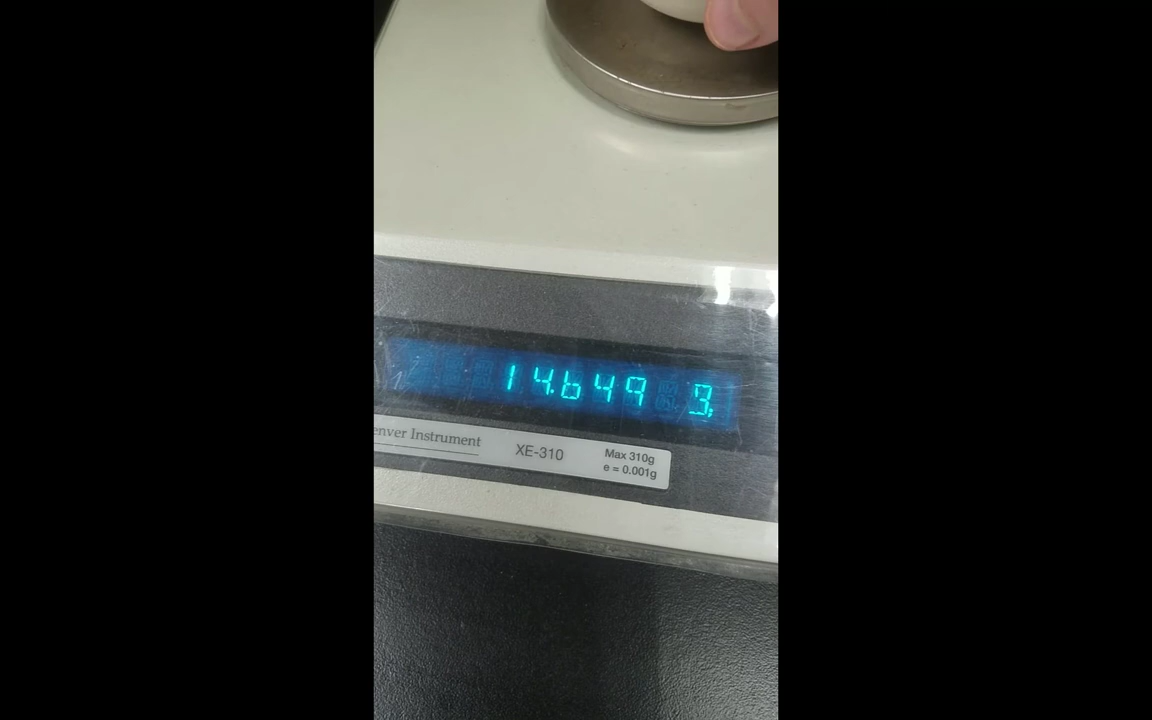 14.649 g
enver Instrument
XE-310
Max 310g
e = 0.001g